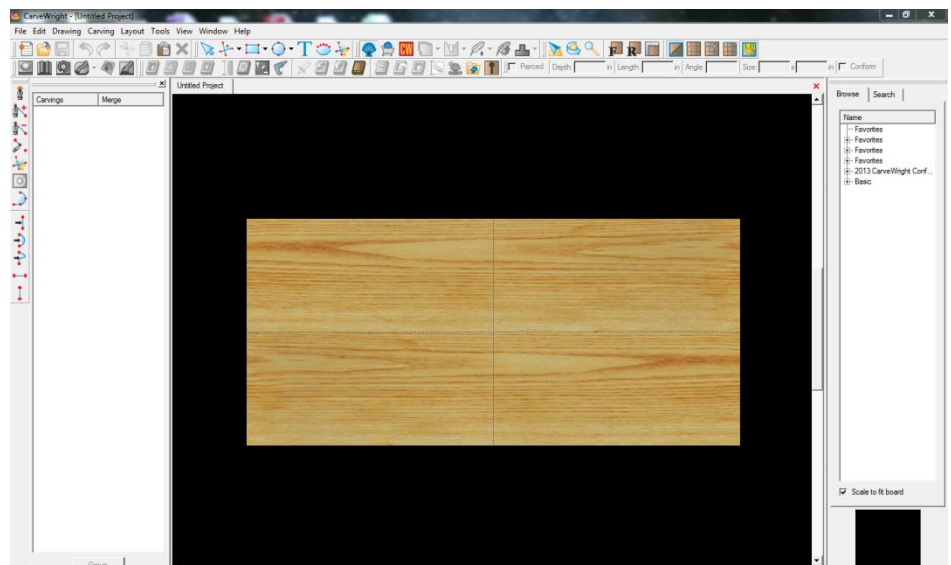 CarveWright - [Untitled Project]
File Edit Drawing Carving Layout Tools View Window Help
T CW F R
Pierced Depth: in Length: in Angle: Size: x in Conform
Untitled Project
Browse Search
Carvings Merge
Name
Favorites
Favorites
Favorites
Favorites
2013 CarveWright Conf...
Basic
Scale to fit board
Group